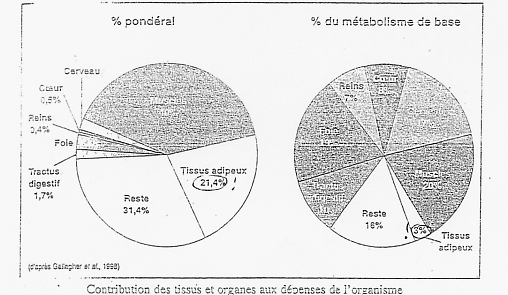 % pondéral
% du métabolisme de base
Cerveau
Cœur
0,5%
Reins
0,4%
Foie
Tractus
digestif
1,7%
Reste
31,4%
Tissus adipeux
21,4% !
Reins
7%
Cœur
Foie
Reste
16%
! 3%
Tissus
adipeux
(d'après Gallagher et al., 1998)
Contribution des tissus et organes aux dépenses de l'organisme